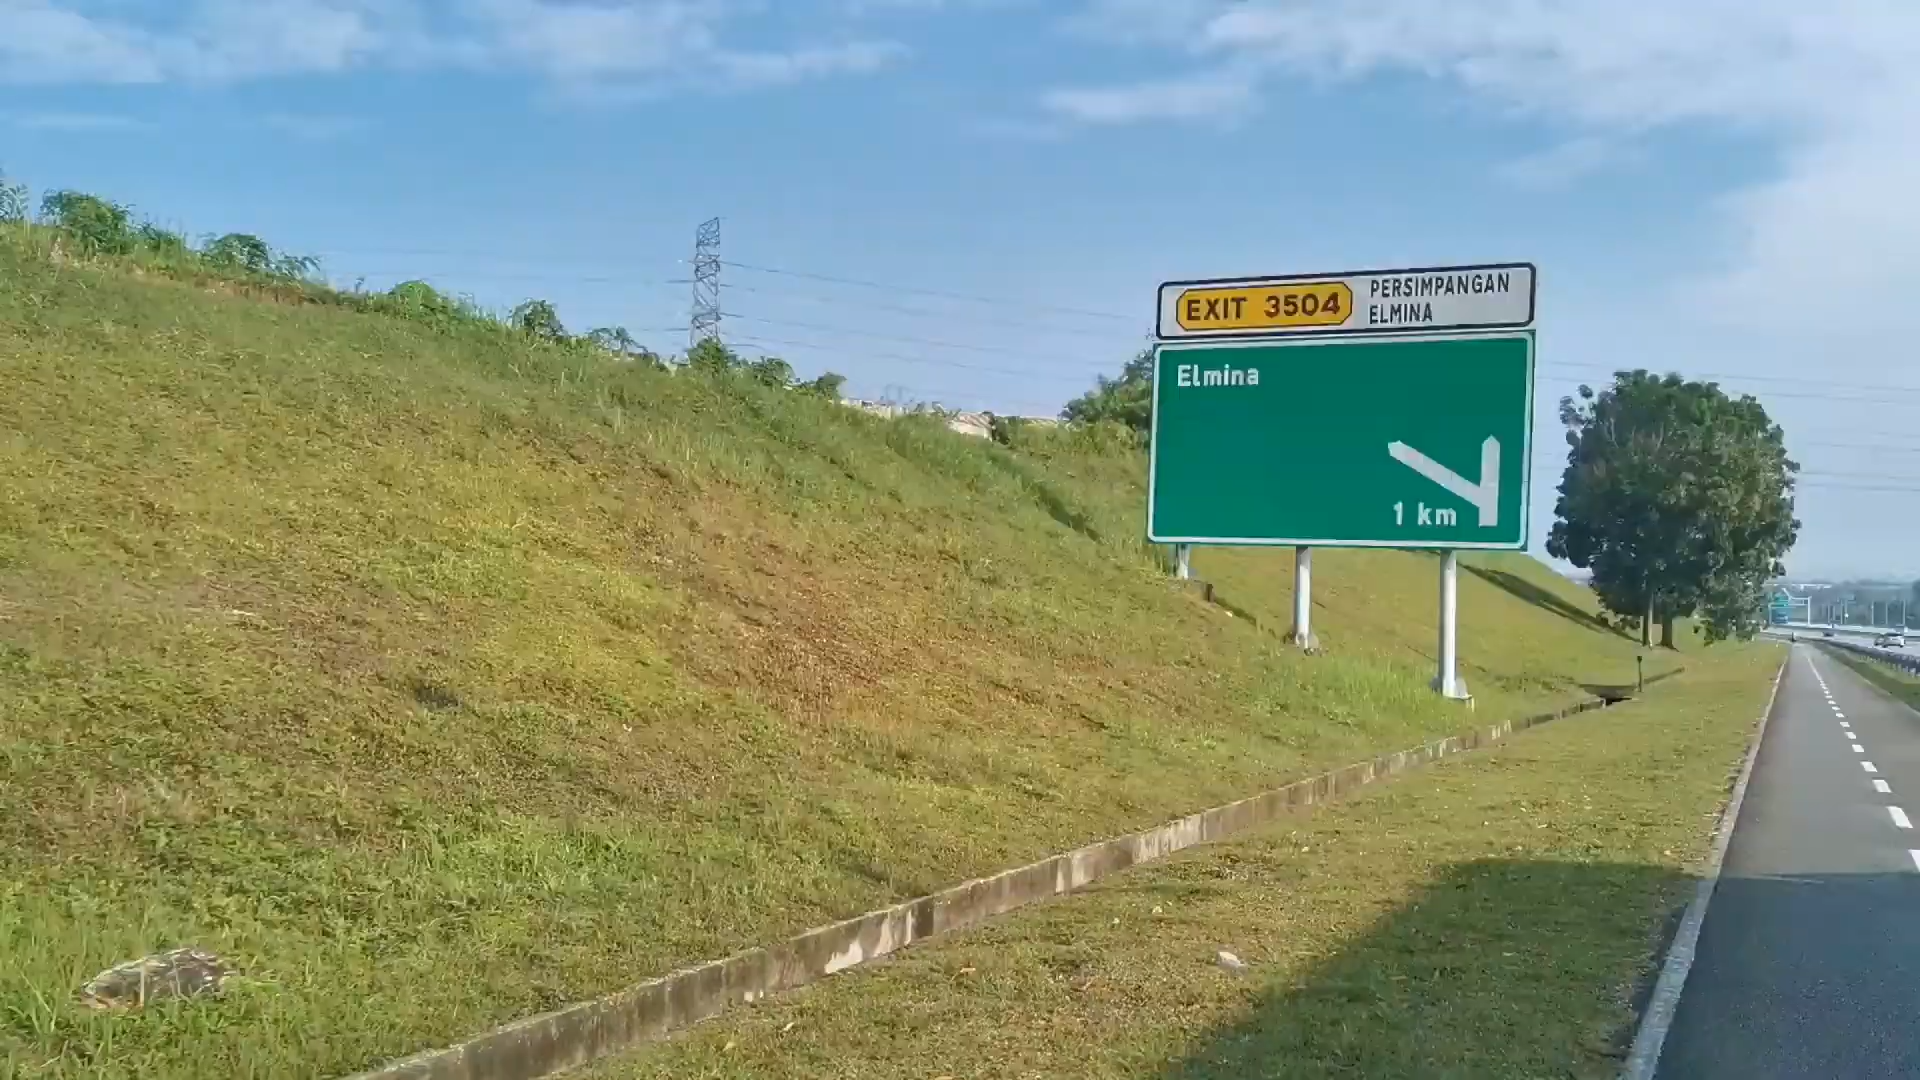 EXIT 3504
PERSIMPANGAN
ELMINA
Elmina
1 km